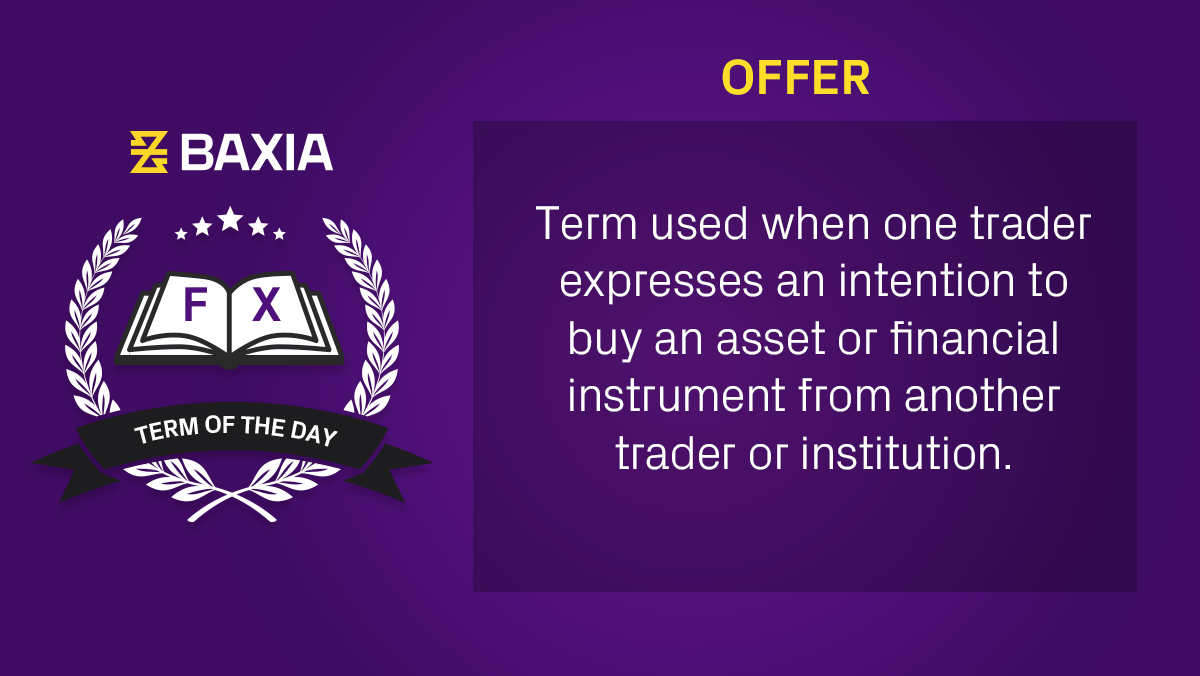 BAXIA
F X
TERM OF THE DAY
OFFER
Term used when one trader
expresses an intention to
buy an asset or financial
instrument from another
trader or institution.